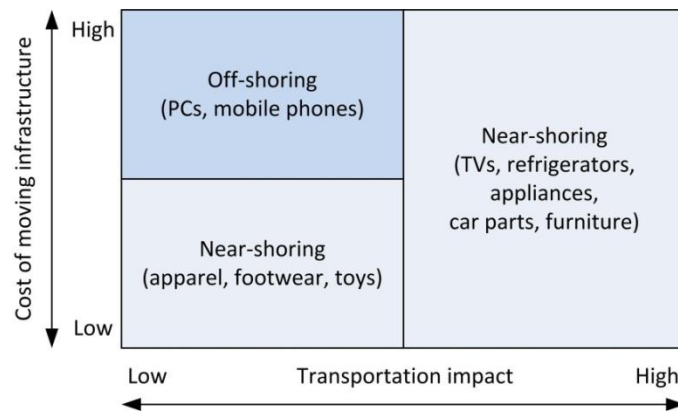 Cost of moving infrastructure
High
Low
Off-shoring
(PCs, mobile phones)
Near-shoring
(apparel, footwear, toys)
Near-shoring
(TVs, refrigerators,
appliances,
car parts, furniture)
Low
Transportation impact
High